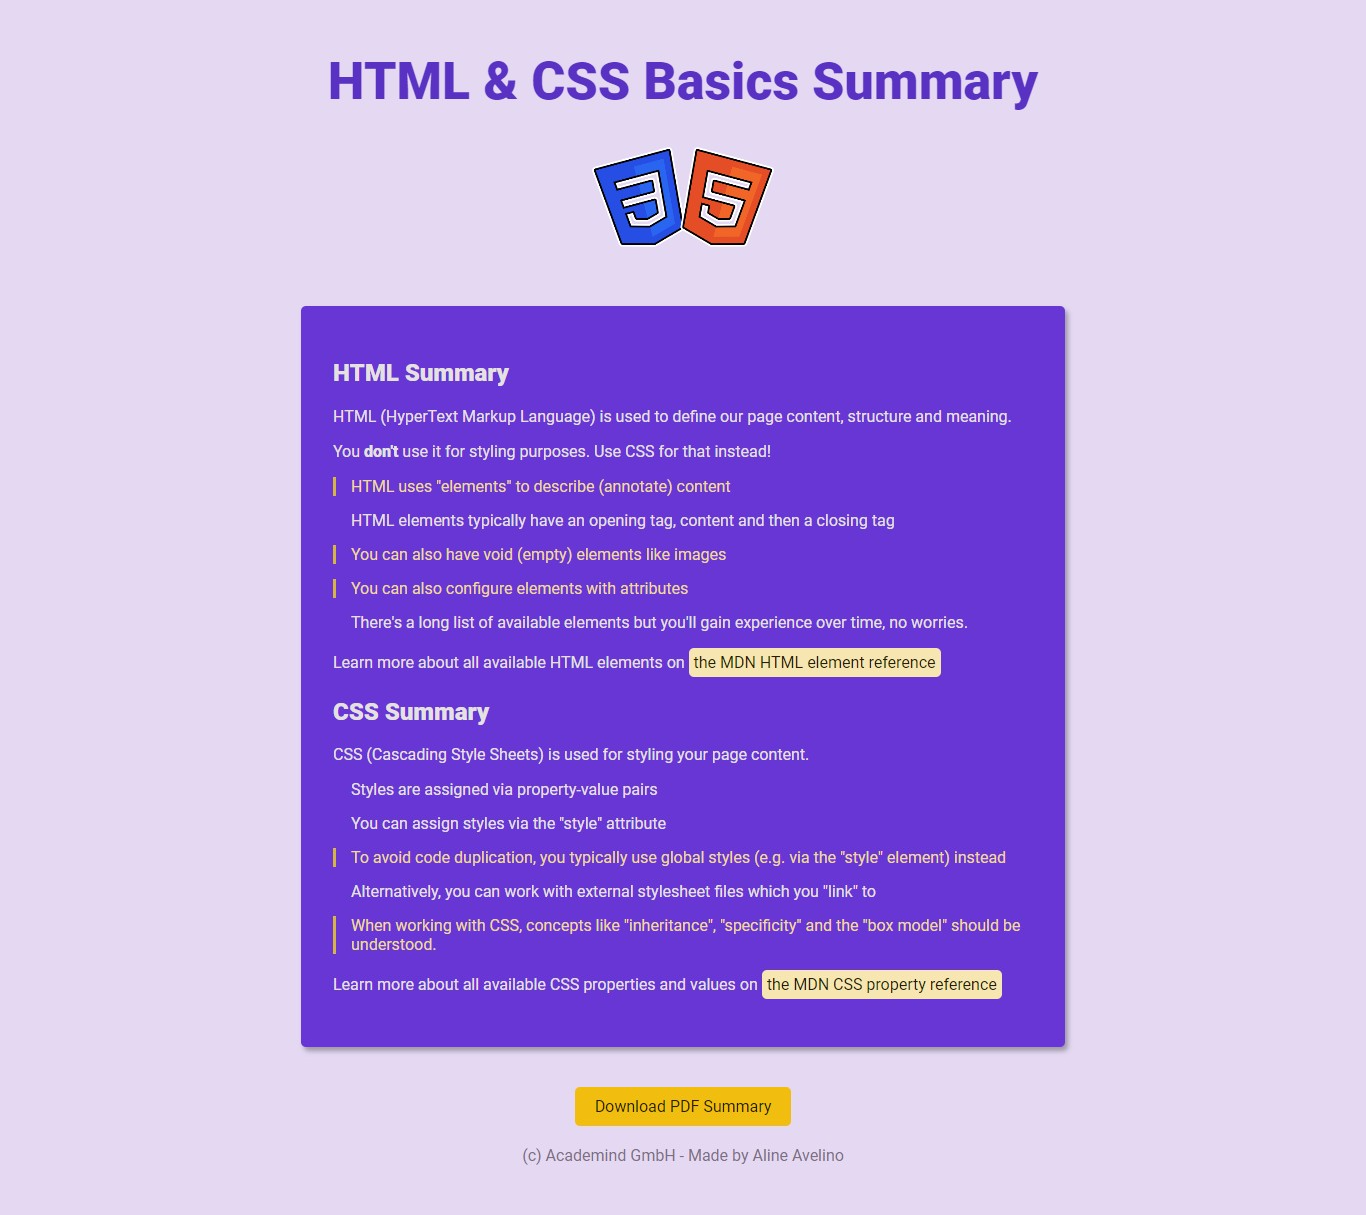 HTML & CSS Basics Summary
HTML Summary
HTML (HyperText Markup Language) is used to define our page content, structure and meaning.
You don't use it for styling purposes. Use CSS for that instead!
HTML uses "elements" to describe (annotate) content
HTML elements typically have an opening tag, content and then a closing tag
You can also have void (empty) elements like images
You can also configure elements with attributes
There's a long list of available elements but you'll gain experience over time, no worries.
Learn more about all available HTML elements on the MDN HTML element reference
CSS Summary
CSS (Cascading Style Sheets) is used for styling your page content.
Styles are assigned via property-value pairs
You can assign styles via the "style" attribute
To avoid code duplication, you typically use global styles (e.g. via the "style" element) instead
Alternatively, you can work with external stylesheet files which you "link" to
When working with CSS, concepts like "inheritance", "specificity" and the "box model" should be
understood.
Learn more about all available CSS properties and values on the MDN CSS property reference
Download PDF Summary
(c) Academind GmbH - Made by Aline Avelino